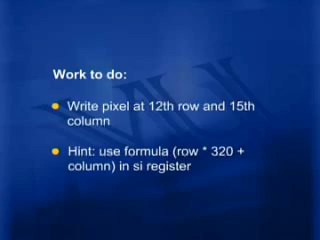 Work to do:
Write pixel at 12th row and 15th
column
Hint: use formula (row * 320 +
column) in si register